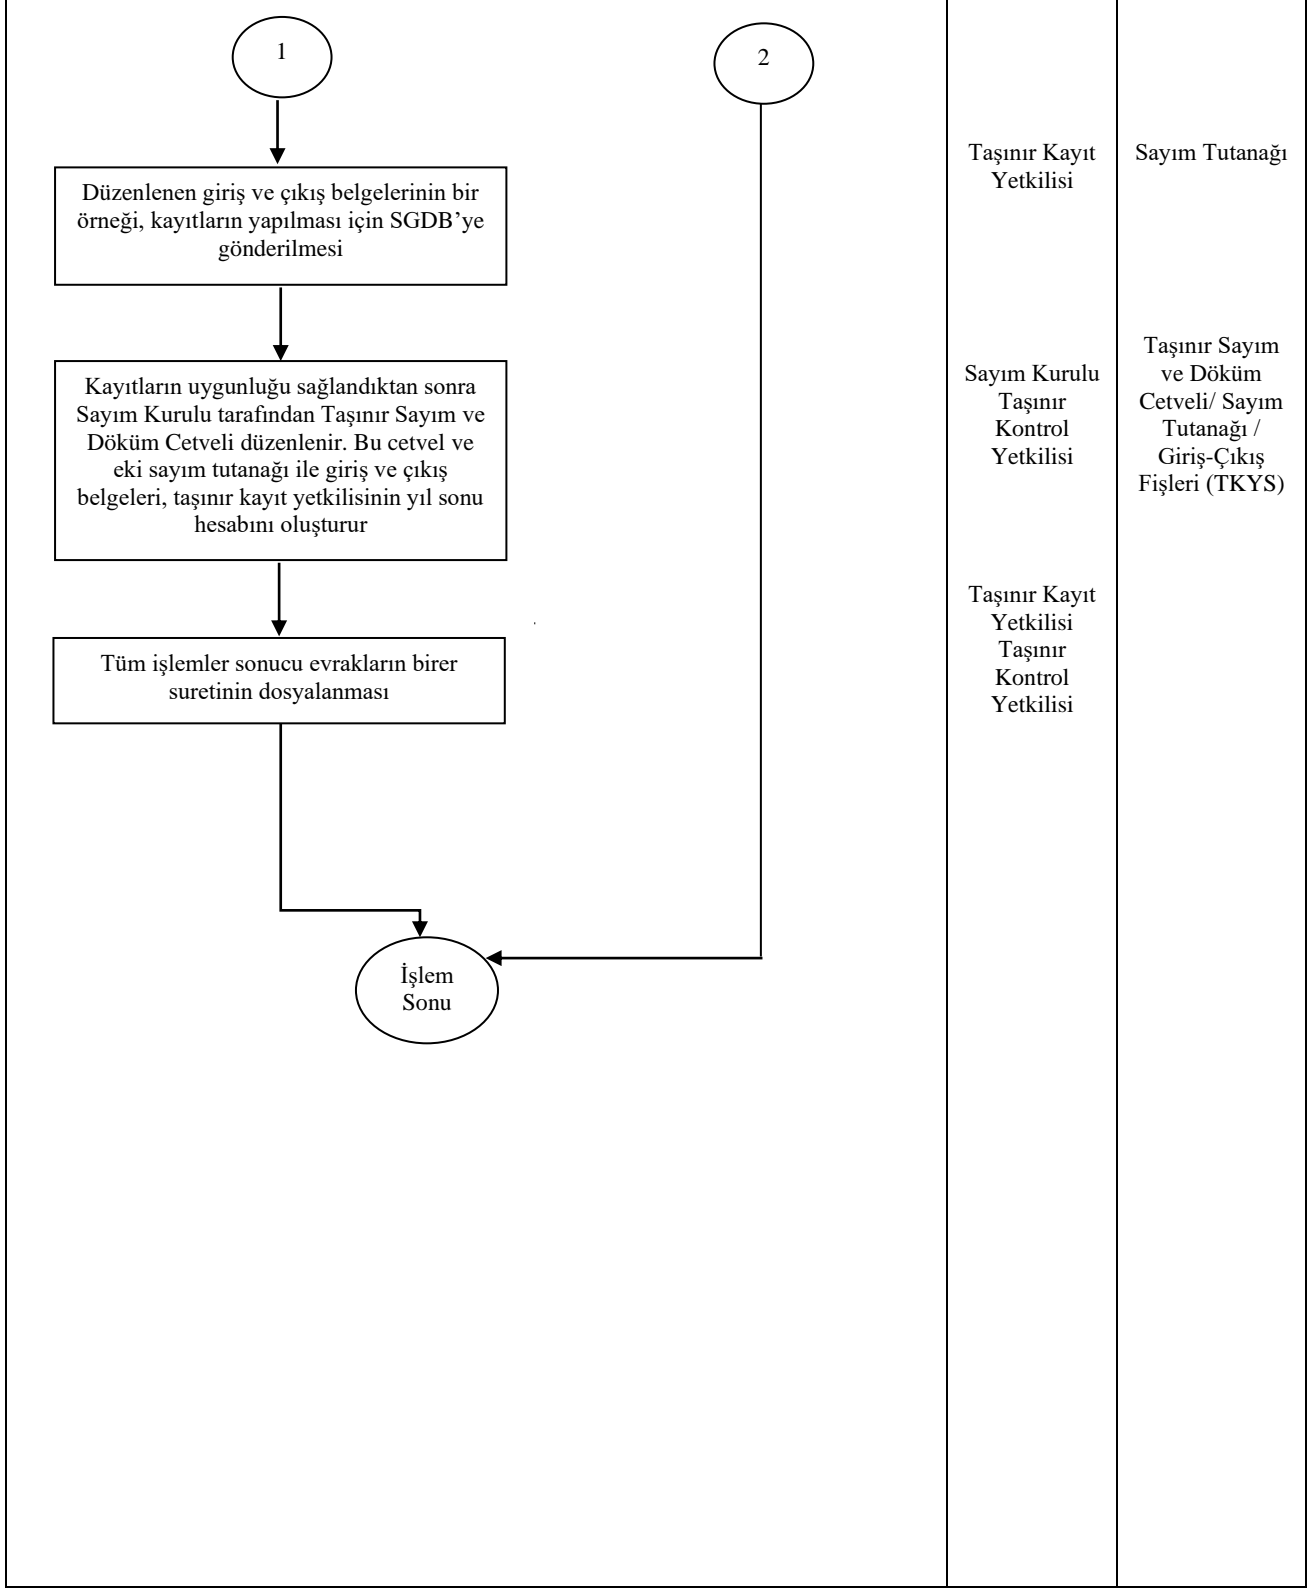 1
2
Düzenlenen giriş ve çıkış belgelerinin bir
örneği, kayıtların yapılması için SGDB’ye
gönderilmesi
Kayıtların uygunluğu sağlandıktan sonra
Sayım Kurulu tarafından Taşınır Sayım ve
Döküm Cetveli düzenlenir. Bu cetvel ve
eki sayım tutanağı ile giriş ve çıkış
belgeleri, taşınır kayıt yetkilisinin yıl sonu
hesabını oluşturur
Tüm işlemler sonucu evrakların birer
suretinin dosyalanması
İşlem
Sonu
Taşınır Kayıt
Yetkilisi
Sayım Kurulu
Taşınır
Kontrol
Yetkilisi
Taşınır Kayıt
Yetkilisi
Taşınır
Kontrol
Yetkilisi
Sayım Tutanağı
Taşınır Sayım
ve Döküm
Cetveli/ Sayım
Tutanağı /
Giriş-Çıkış
Fişleri (TKYS)